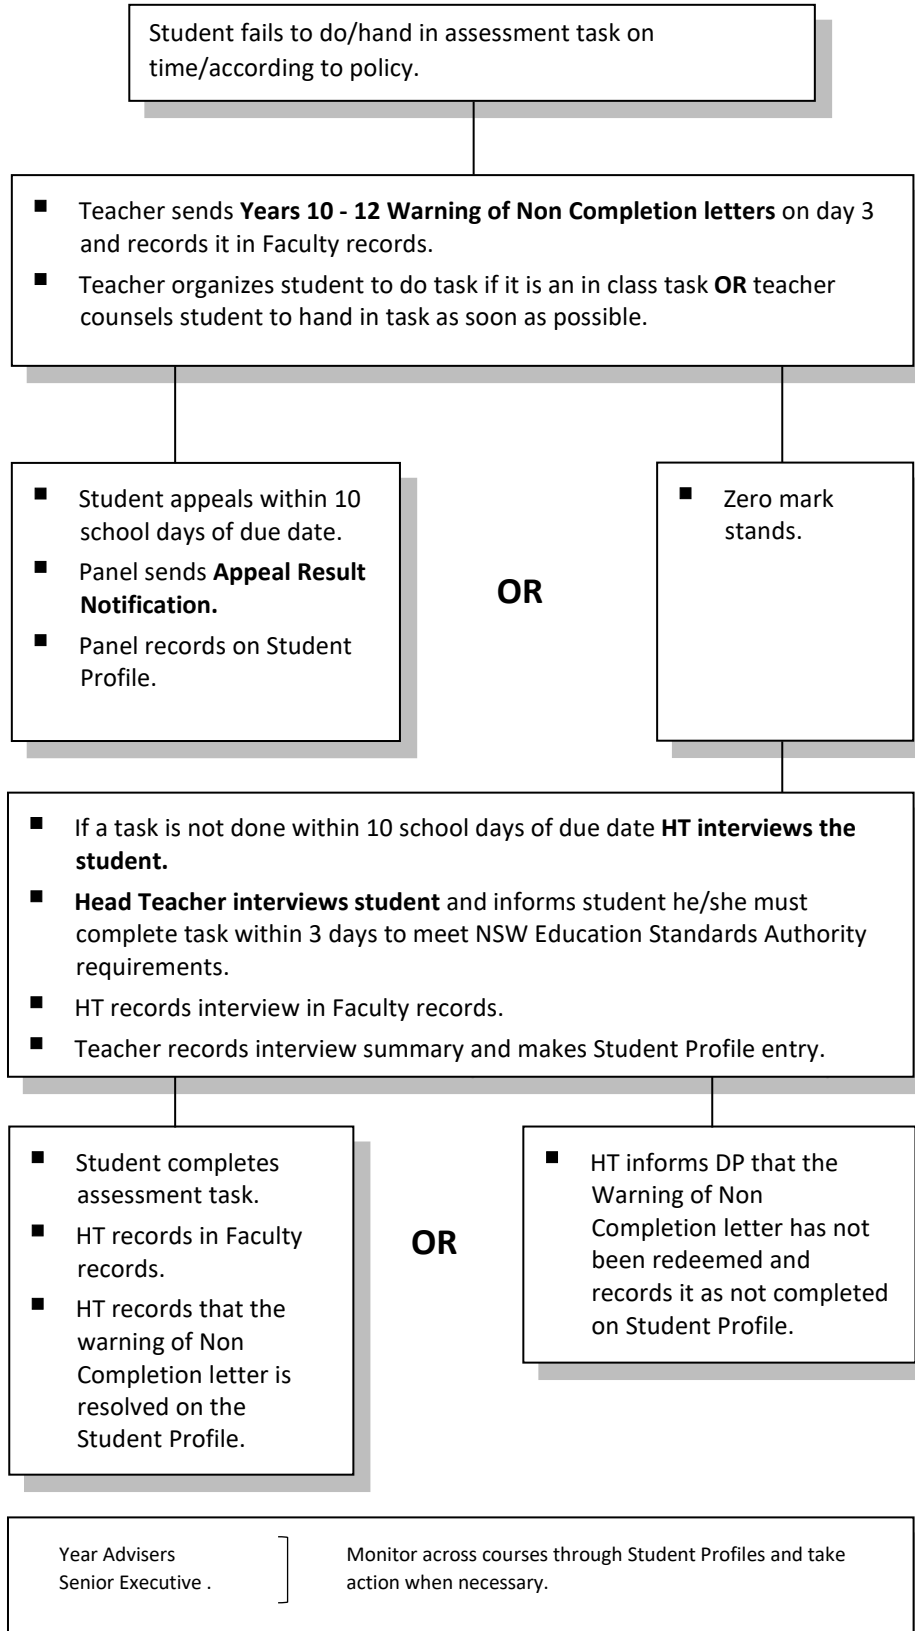 Student fails to do/hand in assessment task on
time/according to policy.
▪ Teacher sends Years 10 - 12 Warning of Non Completion letters on day 3
and records it in Faculty records.
▪ Teacher organizes student to do task if it is an in class task OR teacher
counsels student to hand in task as soon as possible.
▪ Student appeals within 10
school days of due date.
▪ Panel sends Appeal Result
Notification.
▪ Panel records on Student
Profile.
OR
▪ Zero mark
stands.
▪ If a task is not done within 10 school days of due date HT interviews the
student.
▪ Head Teacher interviews student and informs student he/she must
complete task within 3 days to meet NSW Education Standards Authority
requirements.
▪ HT records interview in Faculty records.
▪ Teacher records interview summary and makes Student Profile entry.
▪ Student completes
assessment task.
▪ HT records in Faculty
records.
▪ HT records that the
warning of Non
Completion letter is
resolved on the
Student Profile.
OR
▪ HT informs DP that the
Warning of Non
Completion letter has not
been redeemed and
records it as not completed
on Student Profile.
Year Advisers
Senior Executive .
Monitor across courses through Student Profiles and take
action when necessary.